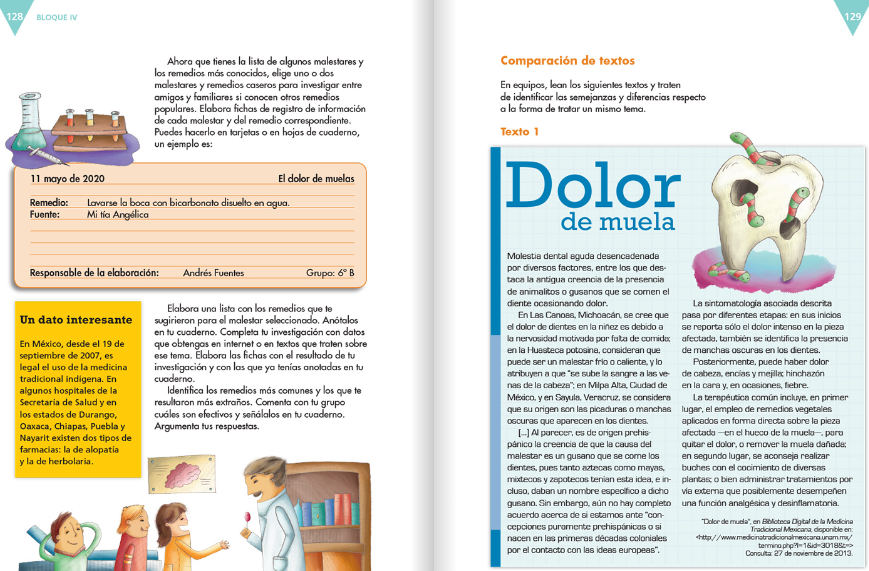 128
BLOQUE IV
Ahora que tienes la lista de algunos malestares y
los remedios más conocidos, elige uno o dos
malestares y remedios caseros para investigar entre
amigos y familiares si conocen otros remedios
populares. Elabora fichas de registro de información
de cada malestar y del remedio correspondiente.
Puedes hacerlo en tarjetas o en hojas de cuaderno,
un ejemplo es:
11 mayo de 2020 El dolor de muelas
Remedio: Lavarse la boca con bicarbonato disuelto en agua.
Fuente: Mi tía Angélica
Responsable de la elaboración: Andrés Fuentes Grupo: 6º B
Un dato interesante
En México, desde el 19 de
septiembre de 2007, es
legal el uso de la medicina
tradicional indígena. En
algunos hospitales de la
Secretaría de Salud y en
los estados de Durango,
Oaxaca, Chiapas, Puebla y
Nayarit existen dos tipos de
farmacias: la de alopatía
y la de herbolaria.
Elabora una lista con los remedios que te
sugirieron para el malestar seleccionado. Anótalos
en tu cuaderno. Completa tu investigación con datos
que obtengas en internet o en textos que traten sobre
ese tema. Elabora las fichas con el resultado de tu
investigación y con las que ya tenías anotadas en tu
cuaderno.
Identifica los remedios más comunes y los que te
resultaron más extraños. Comenta con tu grupo
cuáles son efectivos y señálalos en tu cuaderno.
Argumenta tus respuestas.
129
Comparación de textos
En equipos, lean los siguientes textos y traten
de identificar las semejanzas y diferencias respecto
a la forma de tratar un mismo tema.
Texto 1
Dolor
de muela
Molestia dental aguda desencadenada
por diversos factores, entre los que des-
taca la antigua creencia de la presencia
de animalitos o gusanos que se comen el
diente ocasionando dolor.
En Las Canoes, Michoacán, se cree que
el dolor de dientes en la niñez es debido a
la nerviosidad motivada por falta de comida;
en la Huasteca potosina, consideran que
puede ser un malestar frío o caliente, y lo
atribuyen a que "se sube la sangre a las ve-
nas de la cabeza"; en Milpa Alta, Ciudad de
México, y en Sayula, Veracruz, se considera
que su origen son las picaduras o manchas
oscuras que aparecen en los dientes.
[...] Al parecer, es de origen prehis-
pánico la creencia de que la causa del
malestar es un gusano que se come los
dientes, pues tanto aztecas como mayas,
mixtecos y zapotecos tenían esta idea, e in-
cluso, daban un nombre específico a dicho
gusano. Sin embargo, aún no hay completo
acuerdo acerca de si estamos ante "con-
cepciones puramente prehispánicas o si
nacen en las primeras décadas coloniales
por el contacto con las ideas europeas".
La sintomatología asociada descrita
pasa por diferentes etapas: en sus inicios
se reporta sólo el dolor intenso en la pieza
afectada, también se identifica la presencia
de manchas oscuras en los dientes.
Posteriormente, puede haber dolor
de cabeza, encías y mejilla; hinchazón
en la cara y, en ocasiones, fiebre.
La terapéutica común incluye, en primer
lugar, el empleo de remedios vegetales
aplicados en forma directa sobre la pieza
afectada —en el hueco de la muela—, para
quitar el dolor, o remover la muela dañada;
en segundo lugar, se aconseja realizar
buches con el cocimiento de diversas
plantas; o bien administrar tratamientos por
vía externa que posiblemente desempeñen
una función analgésica y desinflamatoria.
"Dolor de muela", en Biblioteca Digital de la Medicina
Tradicional Mexicana, disponible en:
<http://www.medicinatradicionalmexicana.unam.mx/
termino.php?l=1&id=3018&t=>
Consulta: 27 de noviembre de 2013.